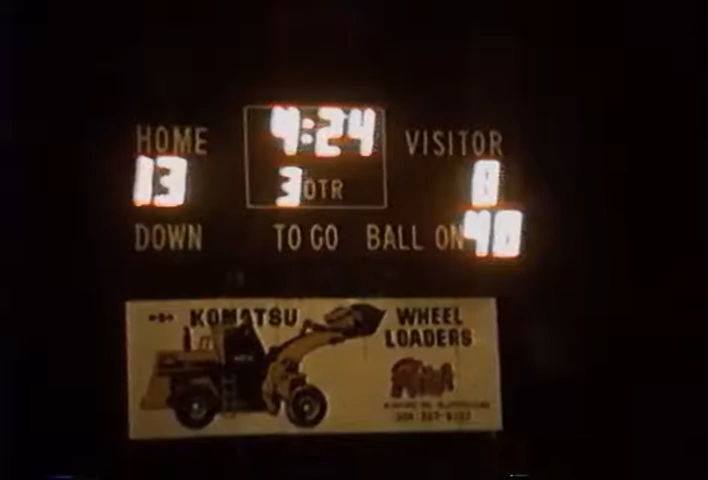 4:24
HOME VISITOR
13 3 QTR 0
DOWN TO GO BALL ON 40
KOMATSU WHEEL
LOADERS